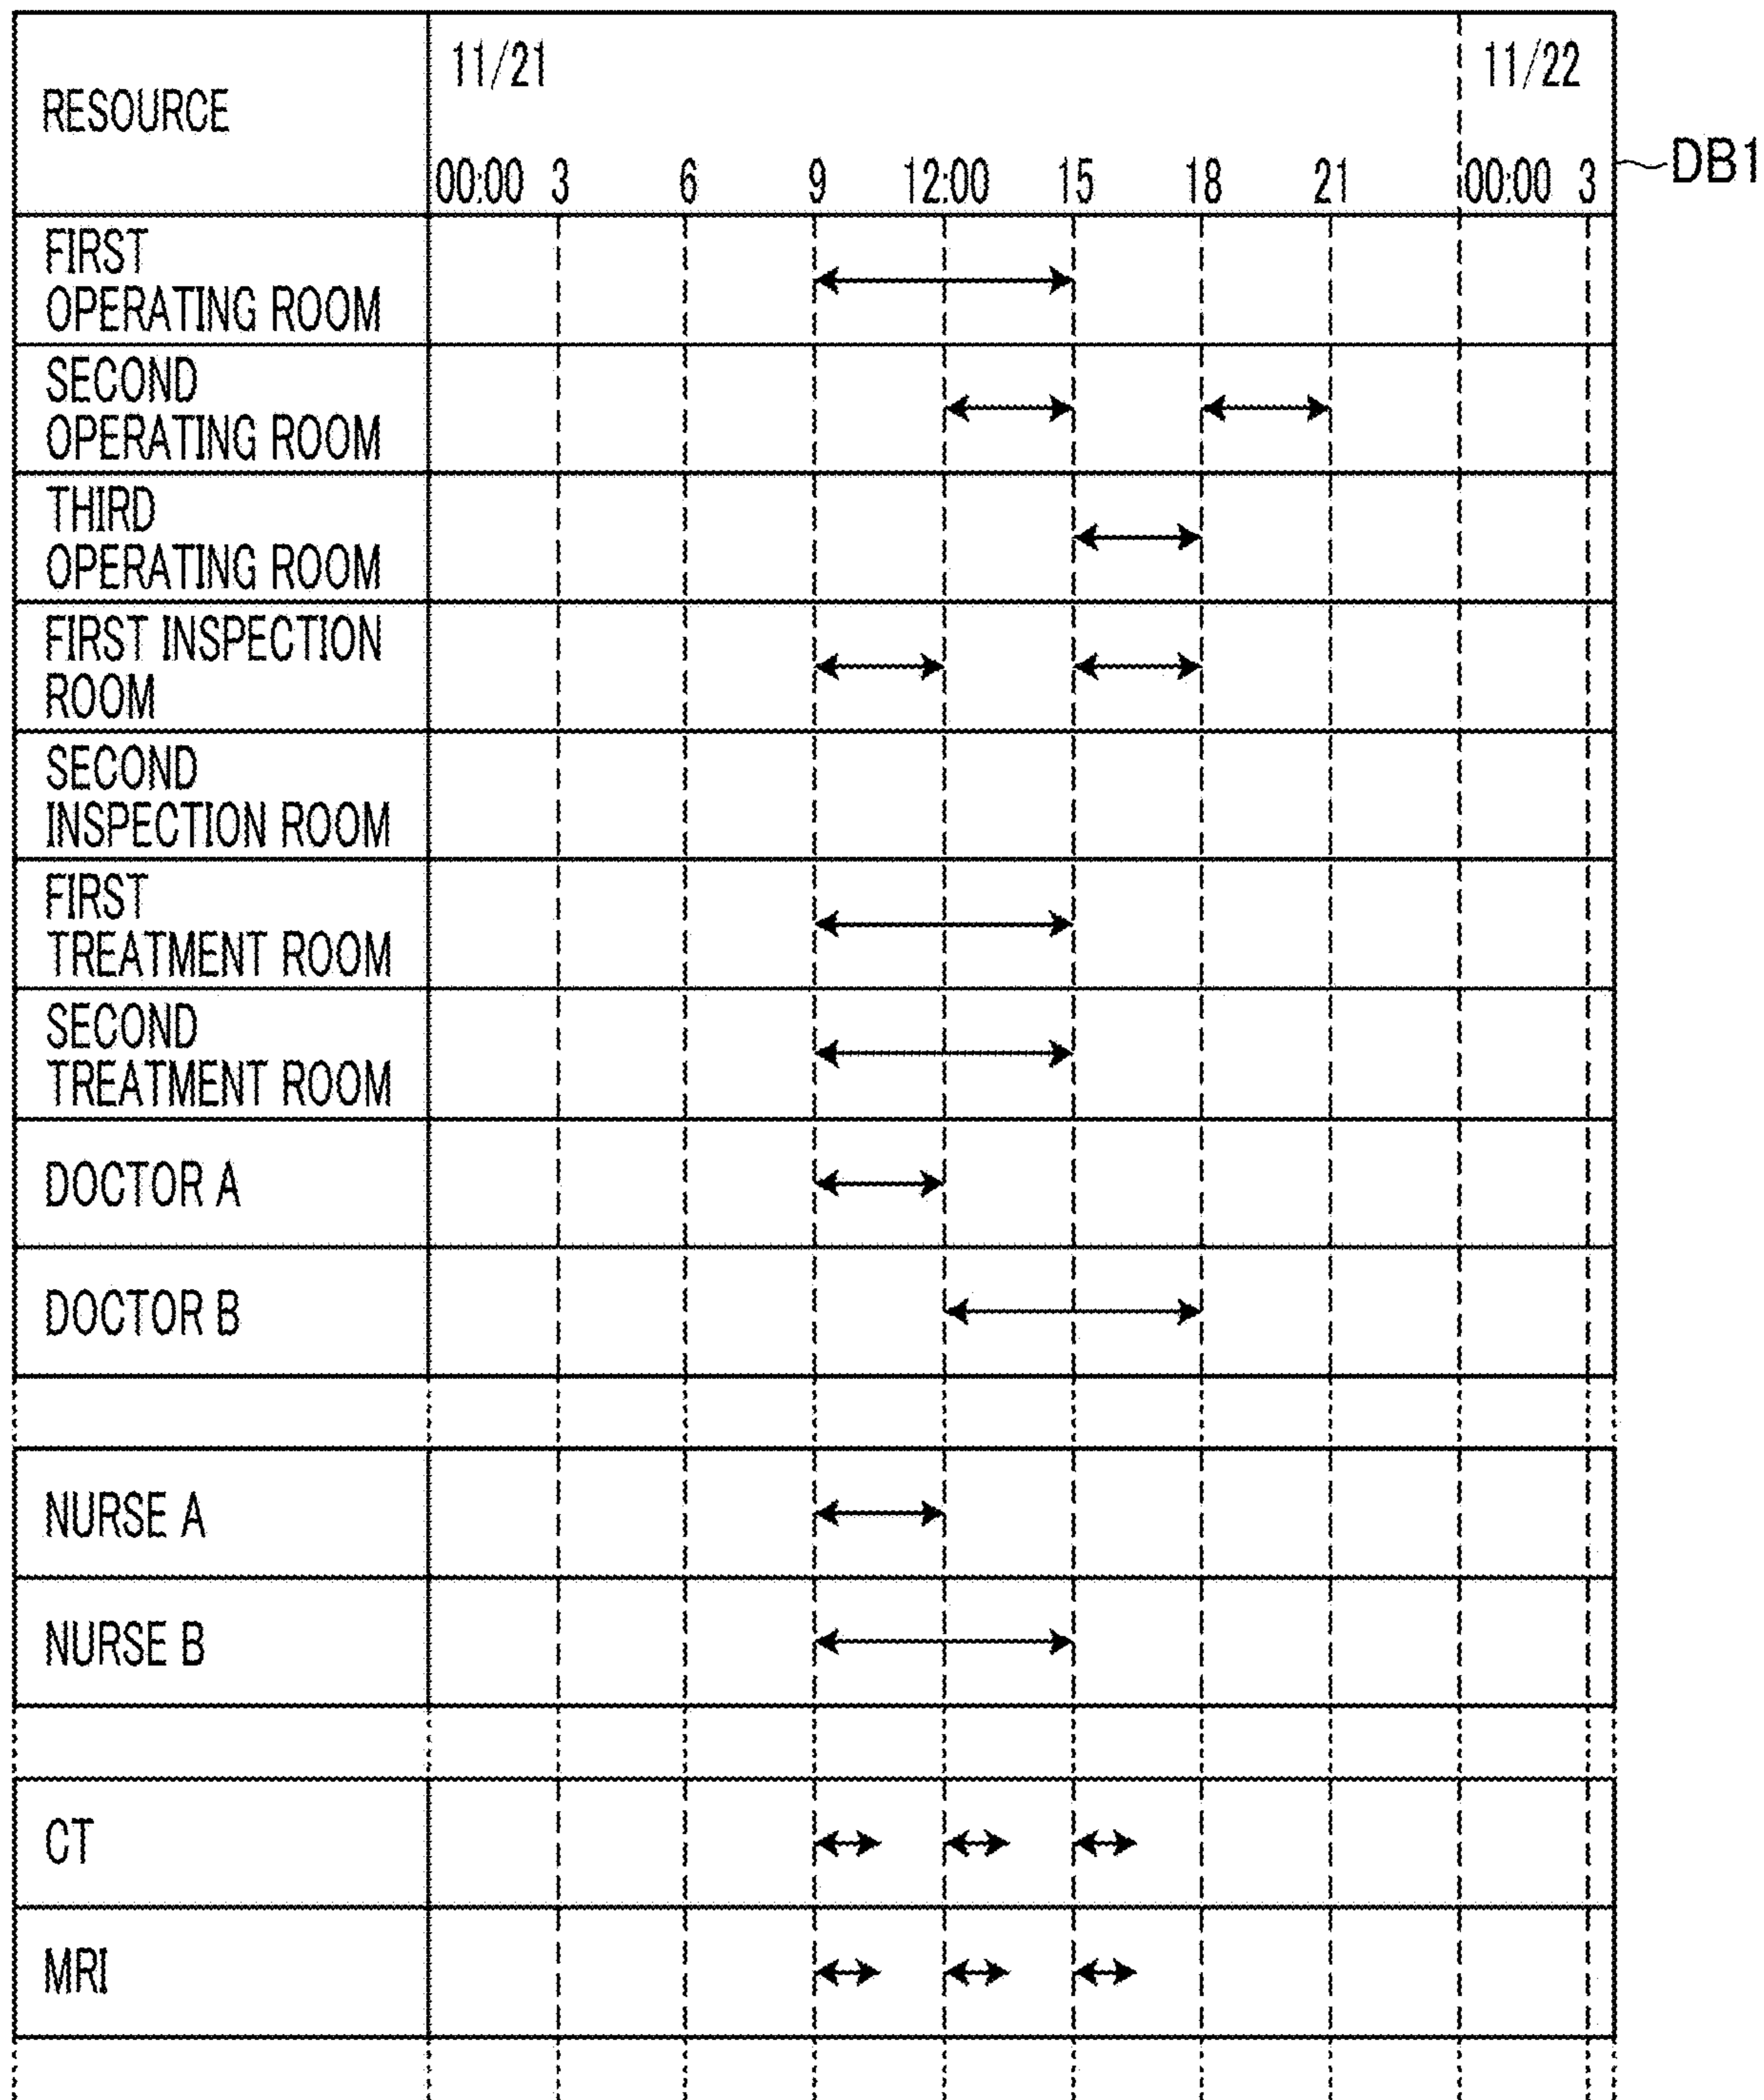 RESOURCE
11/21
11/22
00:00 3 6 9 12:00 15 18 21 00:00 3
DB1
FIRST
OPERATING ROOM
SECOND
OPERATING ROOM
THIRD
OPERATING ROOM
FIRST INSPECTION
ROOM
SECOND
INSPECTION ROOM
FIRST
TREATMENT ROOM
SECOND
TREATMENT ROOM
DOCTOR A
DOCTOR B
NURSE A
NURSE B
CT
MRI